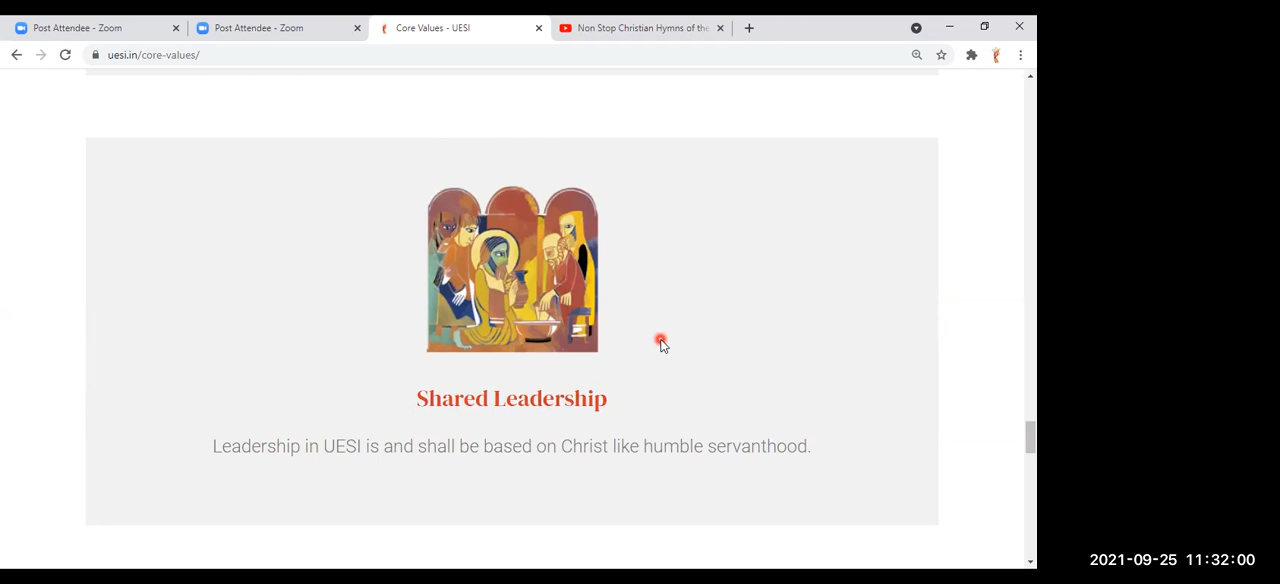 Post Attendee - Zoom
Post Attendee - Zoom
Core Values - UESI
Non Stop Christian Hymns of the
uesi.in/core-values/
Shared Leadership
Leadership in UESI is and shall be based on Christ like humble servanthood.
2021-09-25 11:32:00